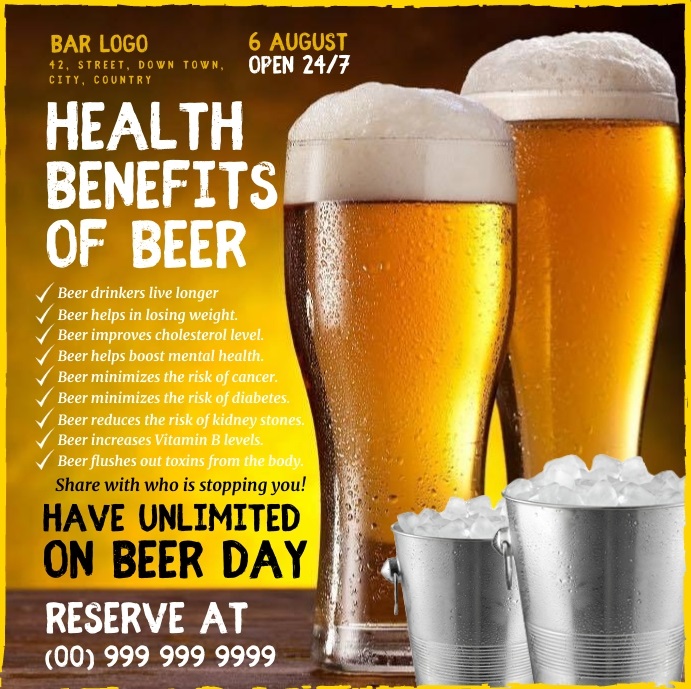 BAR LOGO
42, STREET, DOWN TOWN,
CITY, COUNTRY
6 AUGUST
OPEN 24/7
HEALTH
BENEFITS
OF BEER
Beer drinkers live longer
Beer helps in losing weight.
Beer improves cholesterol level.
Beer helps boost mental health.
Beer minimizes the risk of cancer.
Beer minimizes the risk of diabetes.
Beer reduces the risk of kidney stones.
Beer increases Vitamin B levels.
Beer flushes out toxins from the body.
Share with who is stopping you!
HAVE UNLIMITED
ON BEER DAY
RESERVE AT
(00) 999 999 9999